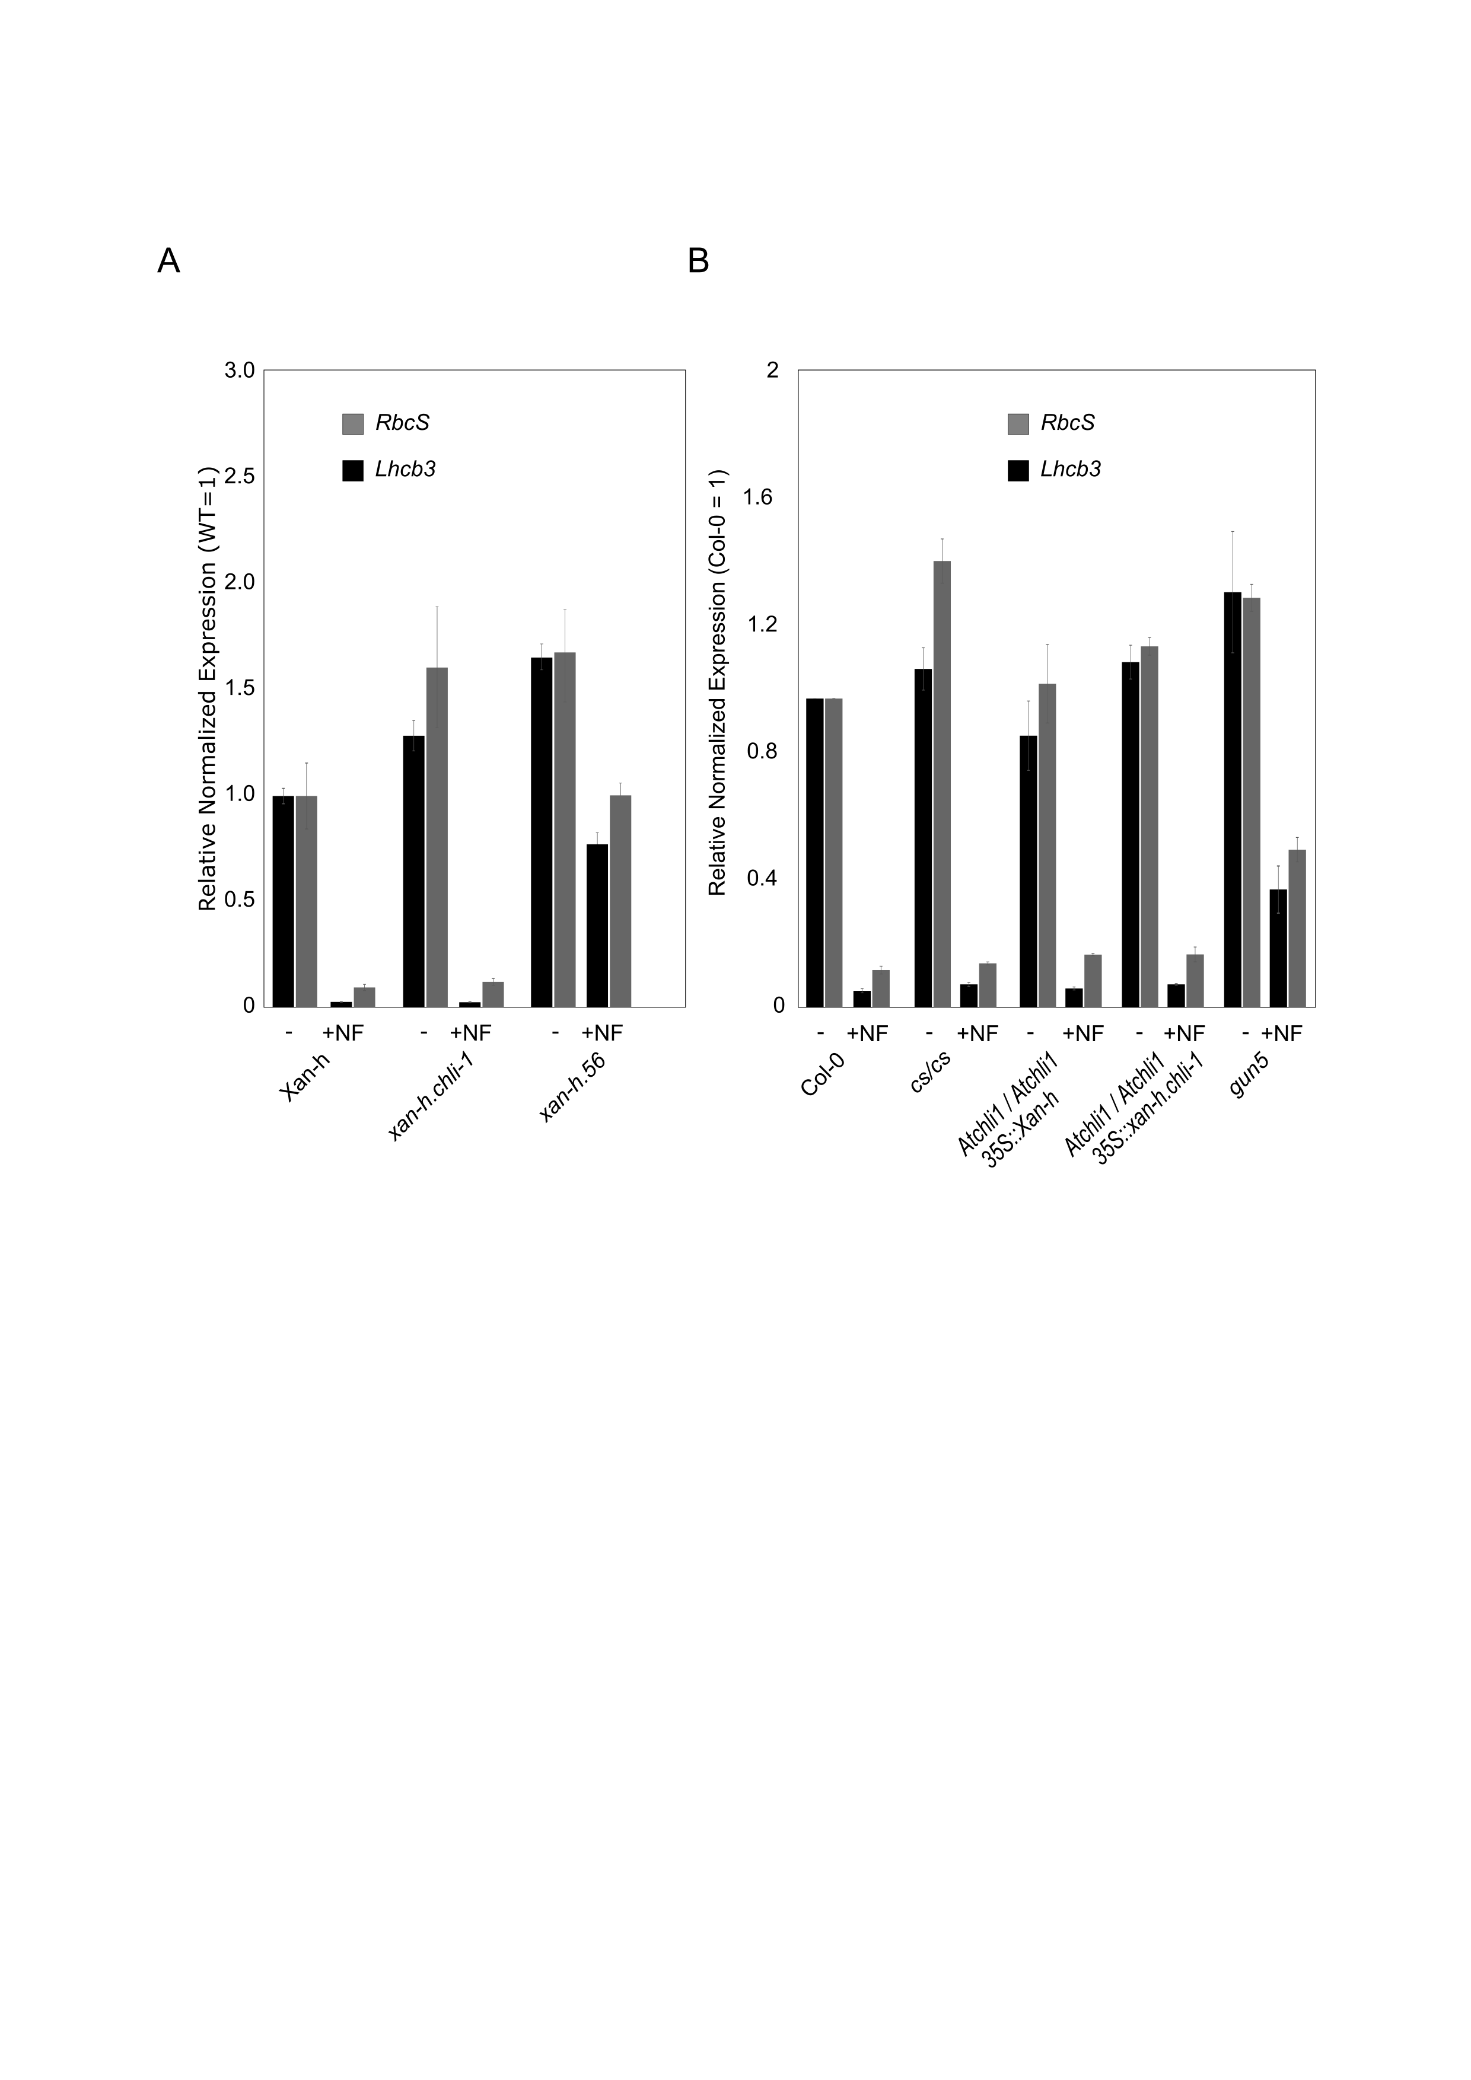 A
Relative Normalized Expression (WT=1)
3.0
2.5
2.0
1.5
1.0
0.5
0
RbcS
Lhcb3
- +NF - +NF - +NF
Xan-h
xan-h.chli-1
xan-h.56
B
Relative Normalized Expression (Col-0 = 1)
2
1.6
1.2
0.8
0.4
0
RbcS
Lhcb3
- +NF - +NF - +NF - +NF - +NF
Col-0
cs/cs
Atchli1 / Atchli1
35S::Xan-h
Atchli1 / Atchli1
35S::xan-h.chli-1
gun5